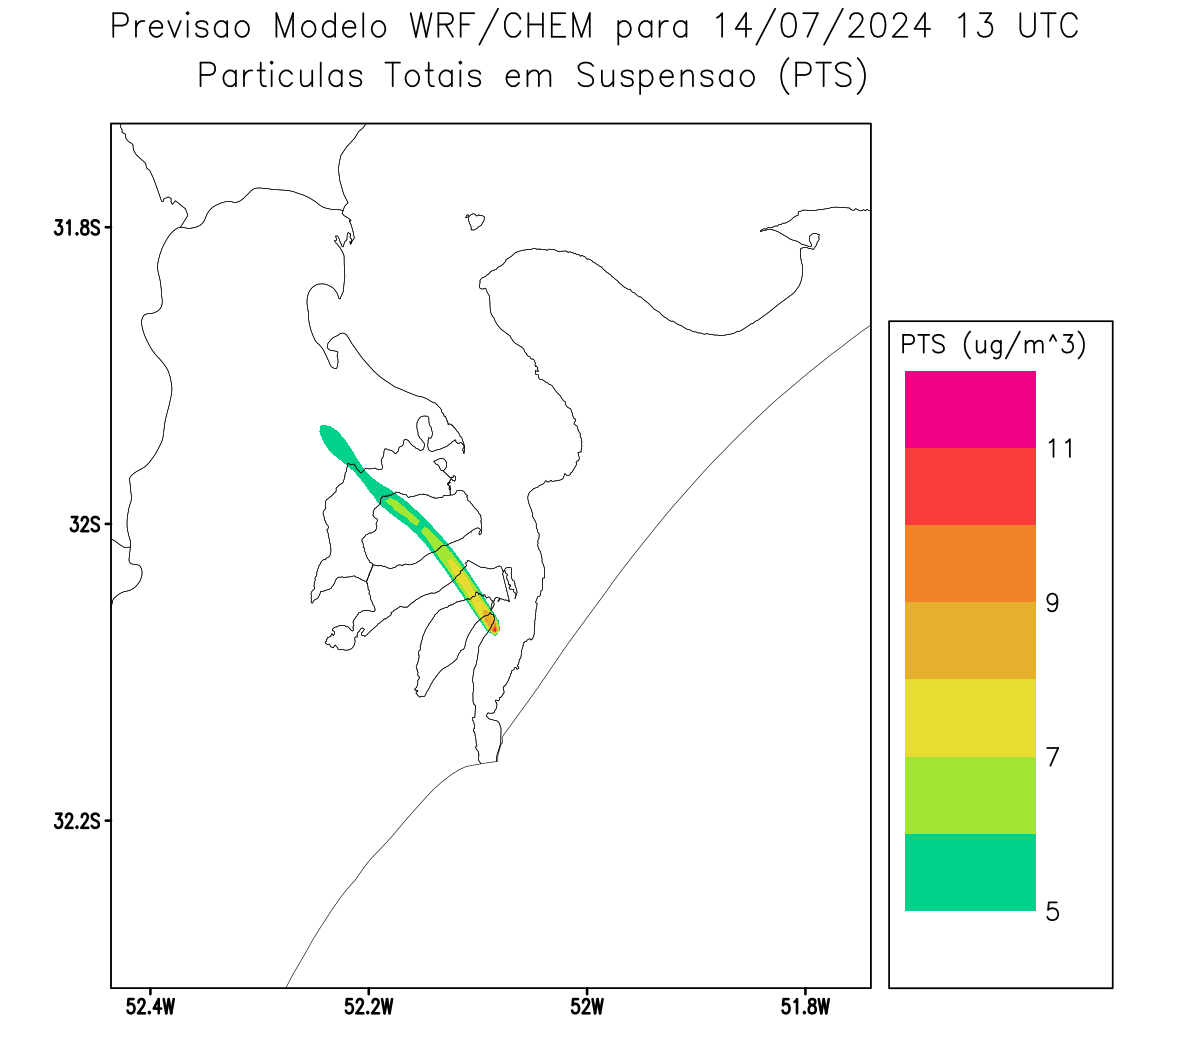 Previsao Modelo WRF/CHEM para 14/07/2024 13 UTC
Particulas Totais em Suspensao (PTS)
31.8S
32S
32.2S
52.4W
52.2W
52W
51.8W
PTS (ug/m^3)
11
9
7
5